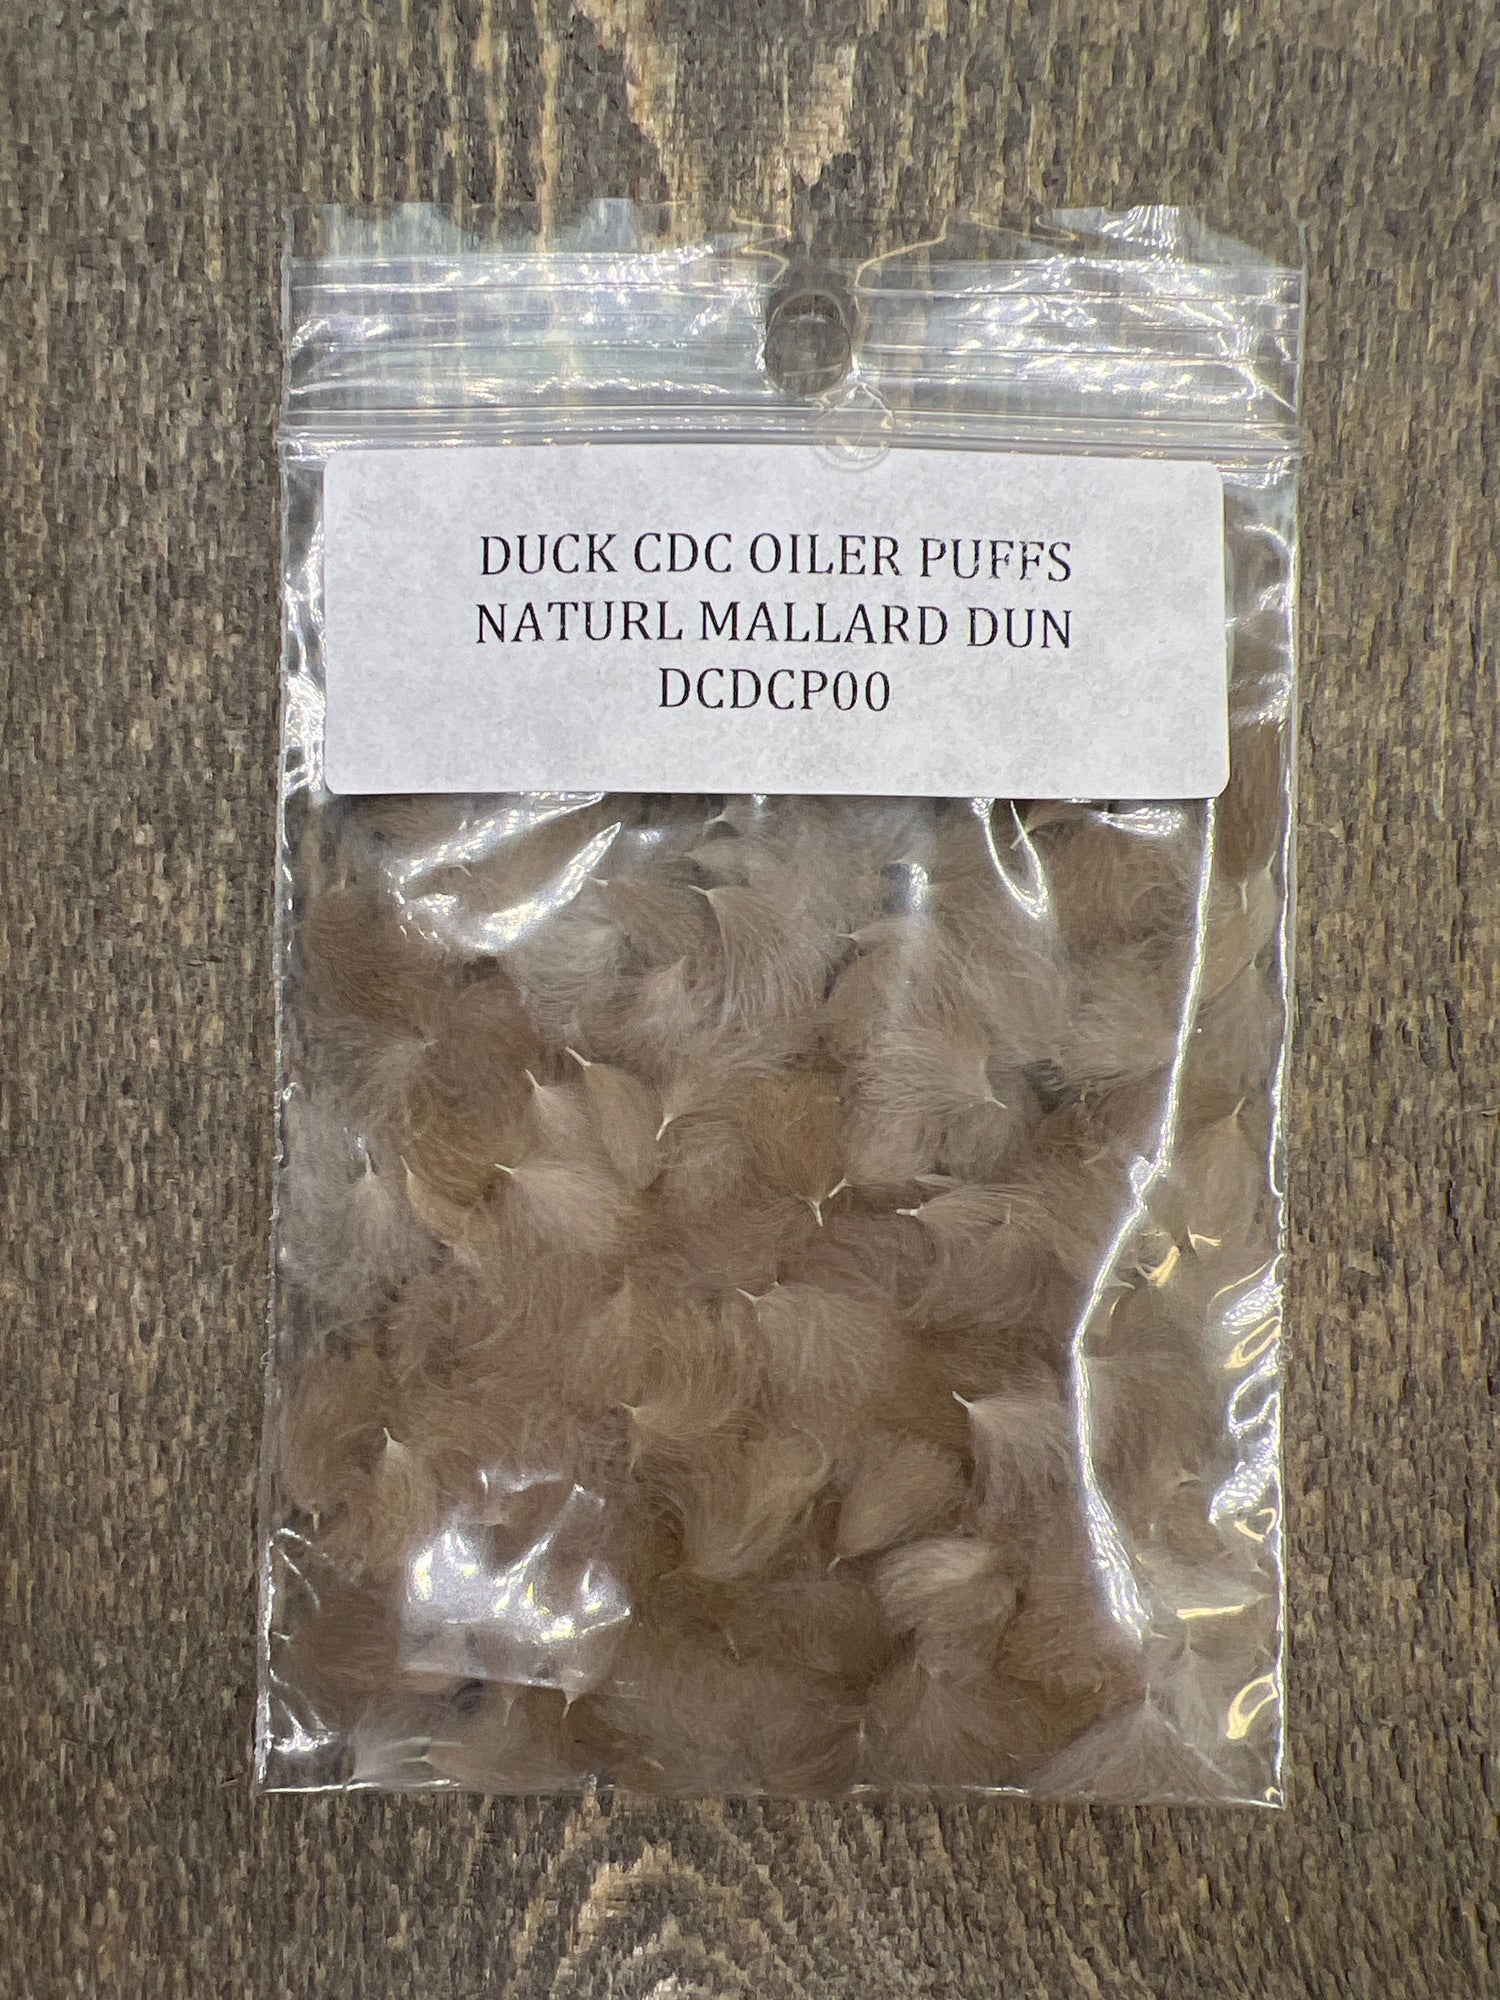 DUCK CDC OILER PUFFS
NATURL MALLARD DUN
DCDCP00